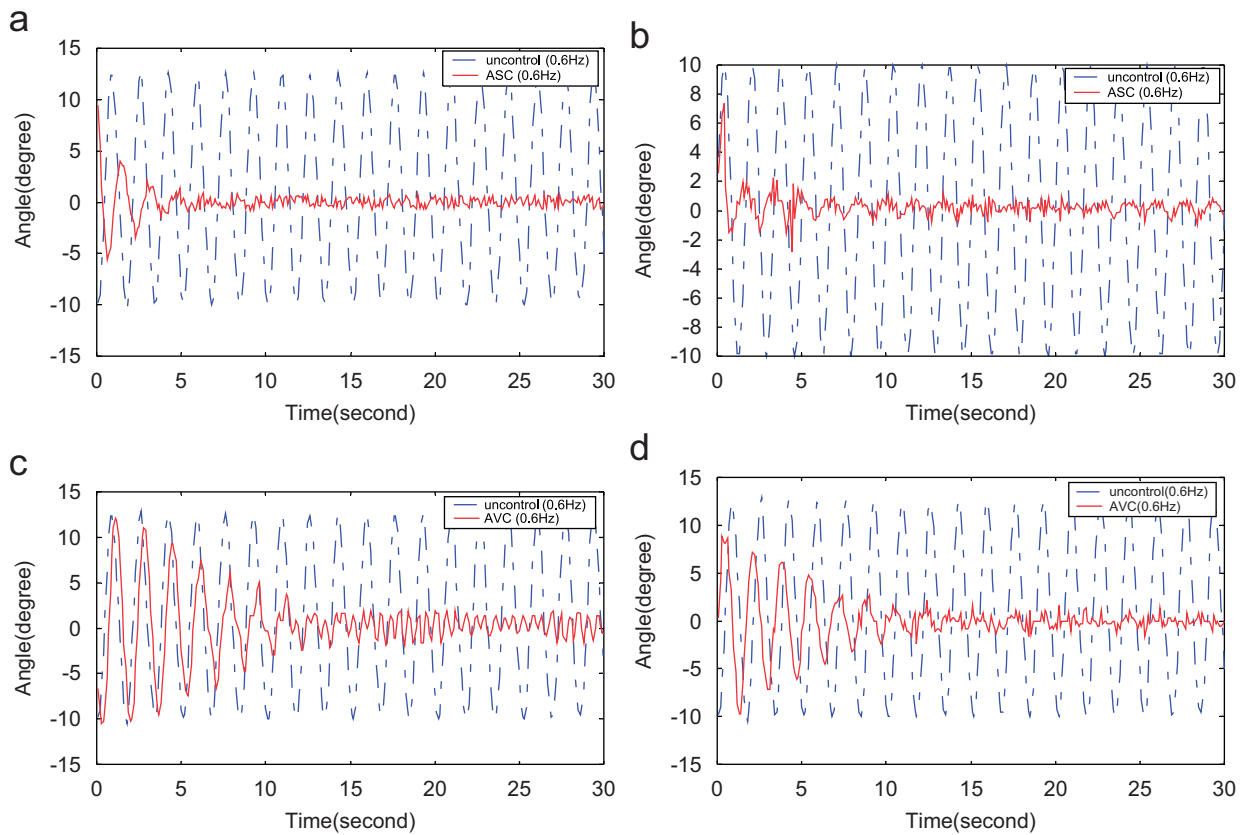 a
15
10
5
0
-5
-10
-15
Angle(degree)
uncontrol (0.6Hz)
ASC (0.6Hz)
0 5 10 15 20 25 30
Time(second)
b
10
8
6
4
2
0
-2
-4
-6
-8
-10
Angle(degree)
uncontrol (0.6Hz)
ASC (0.6Hz)
0 5 10 15 20 25 30
Time(second)
c
15
10
5
0
-5
-10
-15
Angle(degree)
uncontrol (0.6Hz)
AVC (0.6Hz)
0 5 10 15 20 25 30
Time(second)
d
15
10
5
0
-5
-10
-15
Angle(degree)
uncontrol(0.6Hz)
AVC(0.6Hz)
0 5 10 15 20 25 30
Time(second)